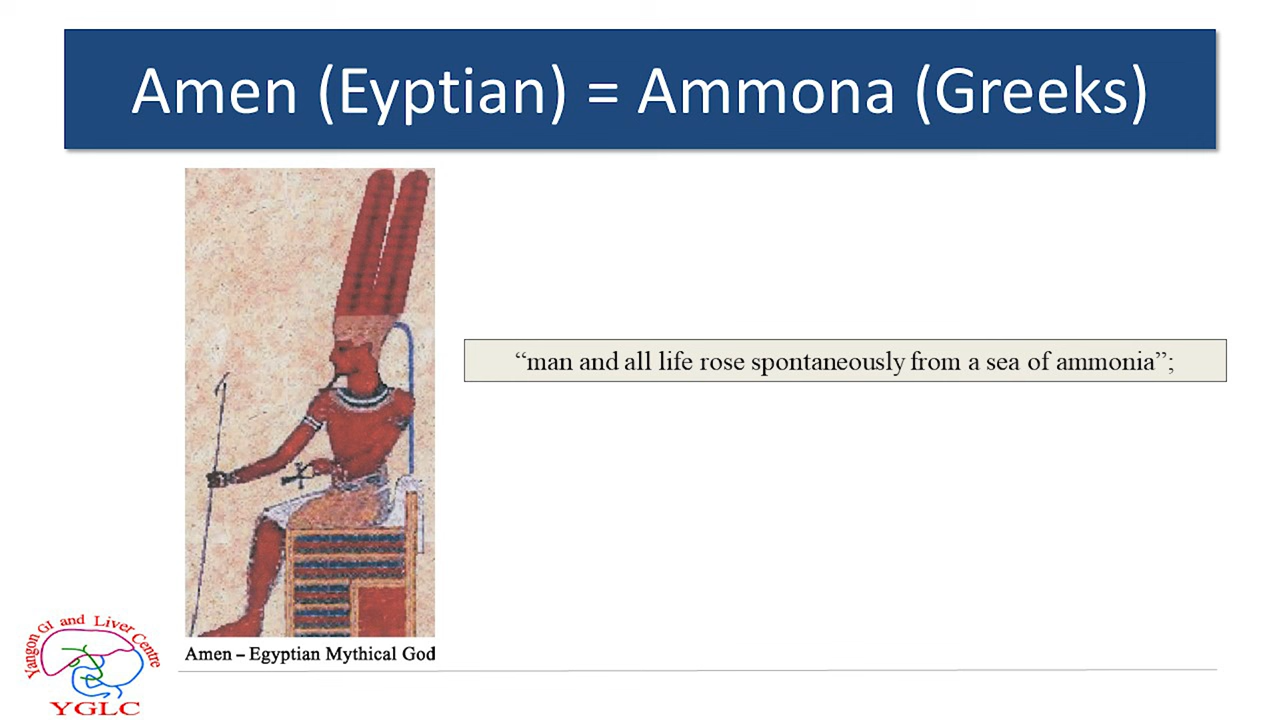 Amen (Eyptian) = Ammona (Greeks)
“man and all life rose spontaneously from a sea of ammonia”;
Amen – Egyptian Mythical God
Yangon GI and Liver Centre
YGLC